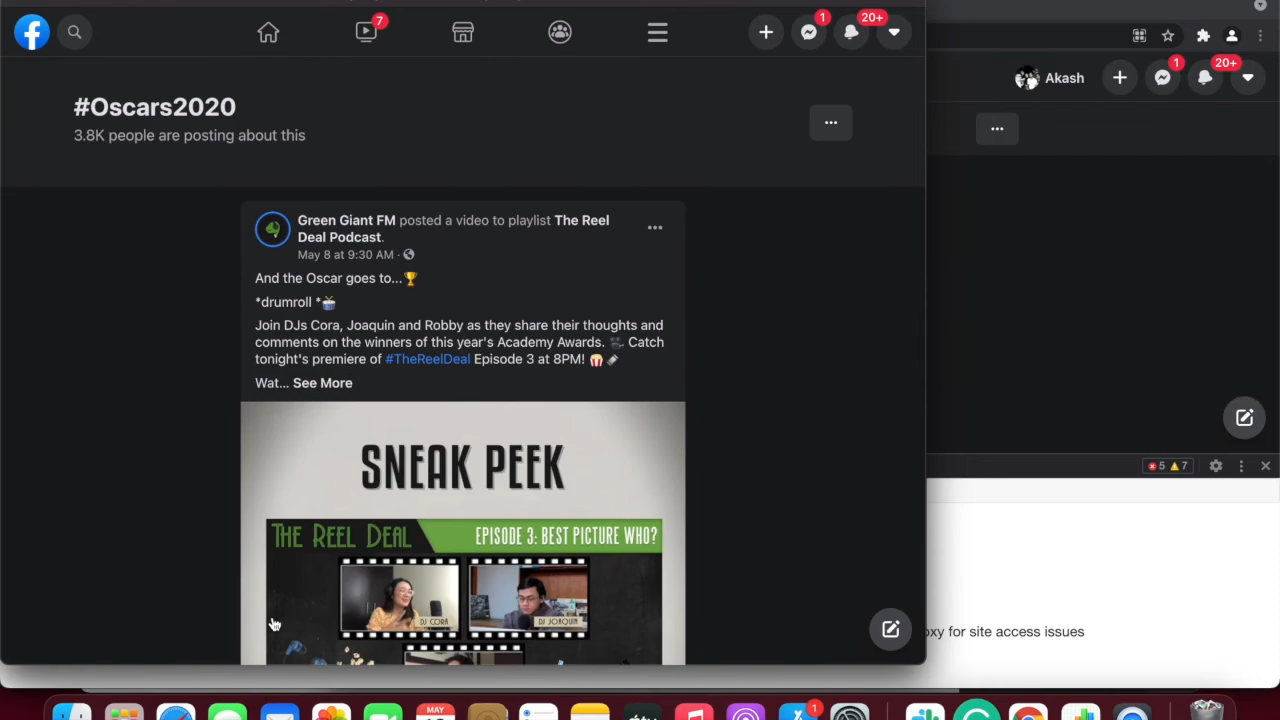 7
1
20+
Akash
1
20+
#Oscars2020
3.8K people are posting about this
Green Giant FM posted a video to playlist The Reel
Deal Podcast.
May 8 at 9:30 AM ·
And the Oscar goes to...
*drumroll *
Join DJs Cora, Joaquin and Robby as they share their thoughts and
comments on the winners of this year's Academy Awards. Catch
tonight's premiere of #TheReelDeal Episode 3 at 8PM!
Wat... See More
SNEAK PEEK
THE REEL DEAL
EPISODE 3: BEST PICTURE WHO?
DJ CORA
DJ JOAQUIN
5 7
for site access issues
MAY
1